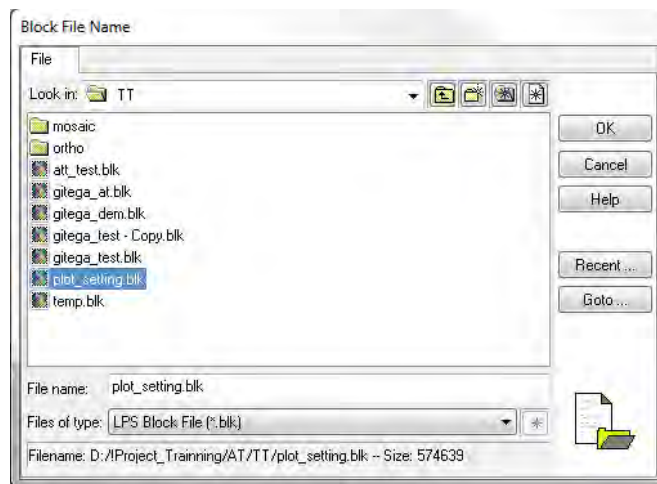 Block File Name
File
Look in: TT
mosaic
ortho
att_test.blk
gitega_at.blk
gitega_dem.blk
gitega_test - Copy.blk
gitega_test.blk
plot_setting.blk
temp.blk
OK
Cancel
Help
Recent ...
Goto ...
File name: plot_setting.blk
Files of type: LPS Block File (*.blk)
Filename: D:/!Project_Trainning/AT/TT/plot_setting.blk -- Size: 574639